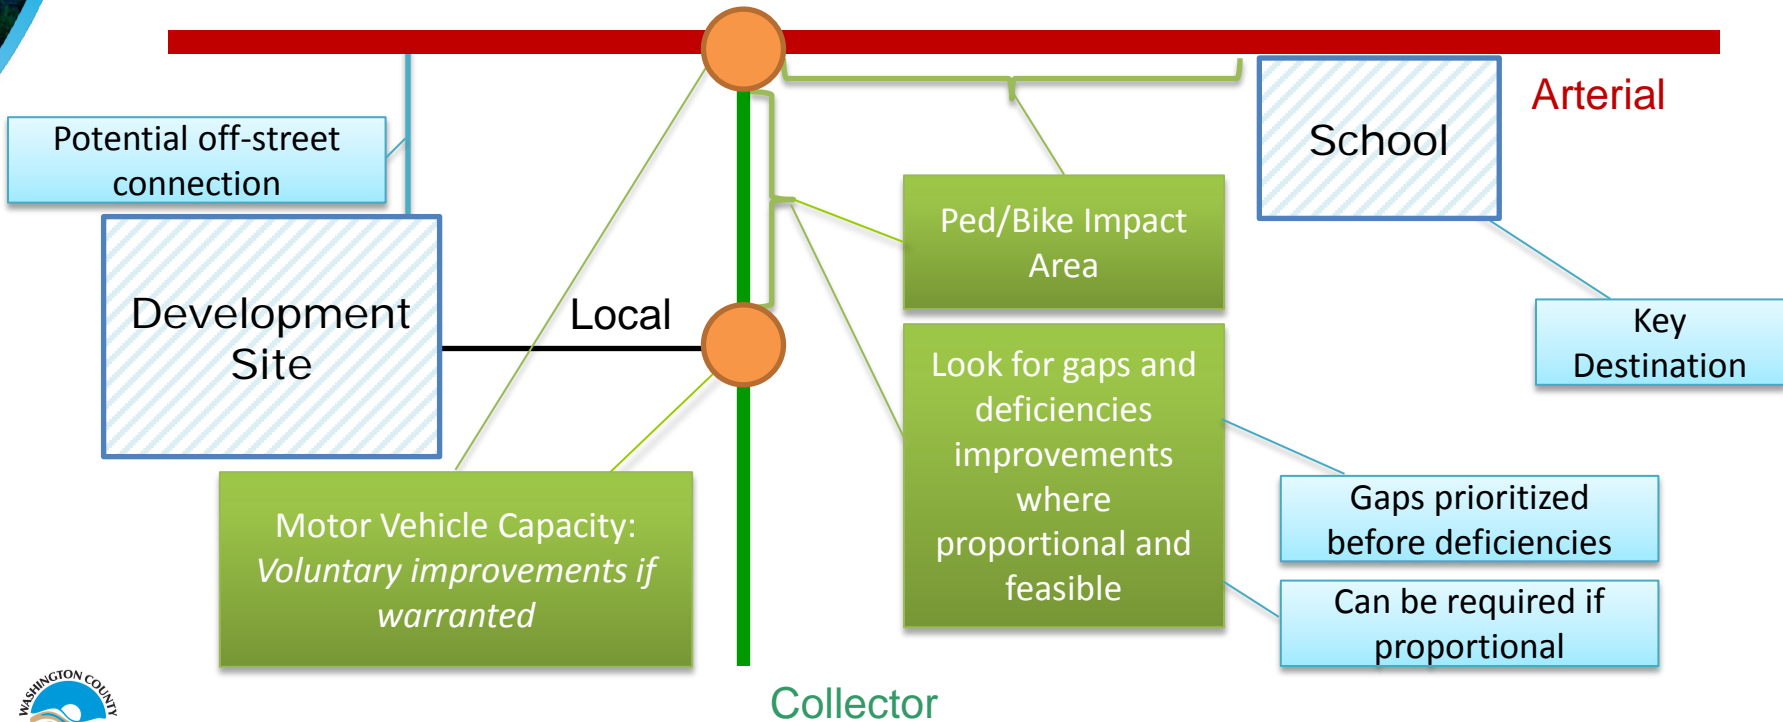 Arterial
Potential off-street
connection
School
Ped/Bike Impact
Area
Development
Site
Local
Key
Destination
Look for gaps and
deficiencies
improvements
where
proportional and
feasible
Motor Vehicle Capacity:
Voluntary improvements if
warranted
Gaps prioritized
before deficiencies
Can be required if
proportional
WASHINGTON COUNTY
Collector